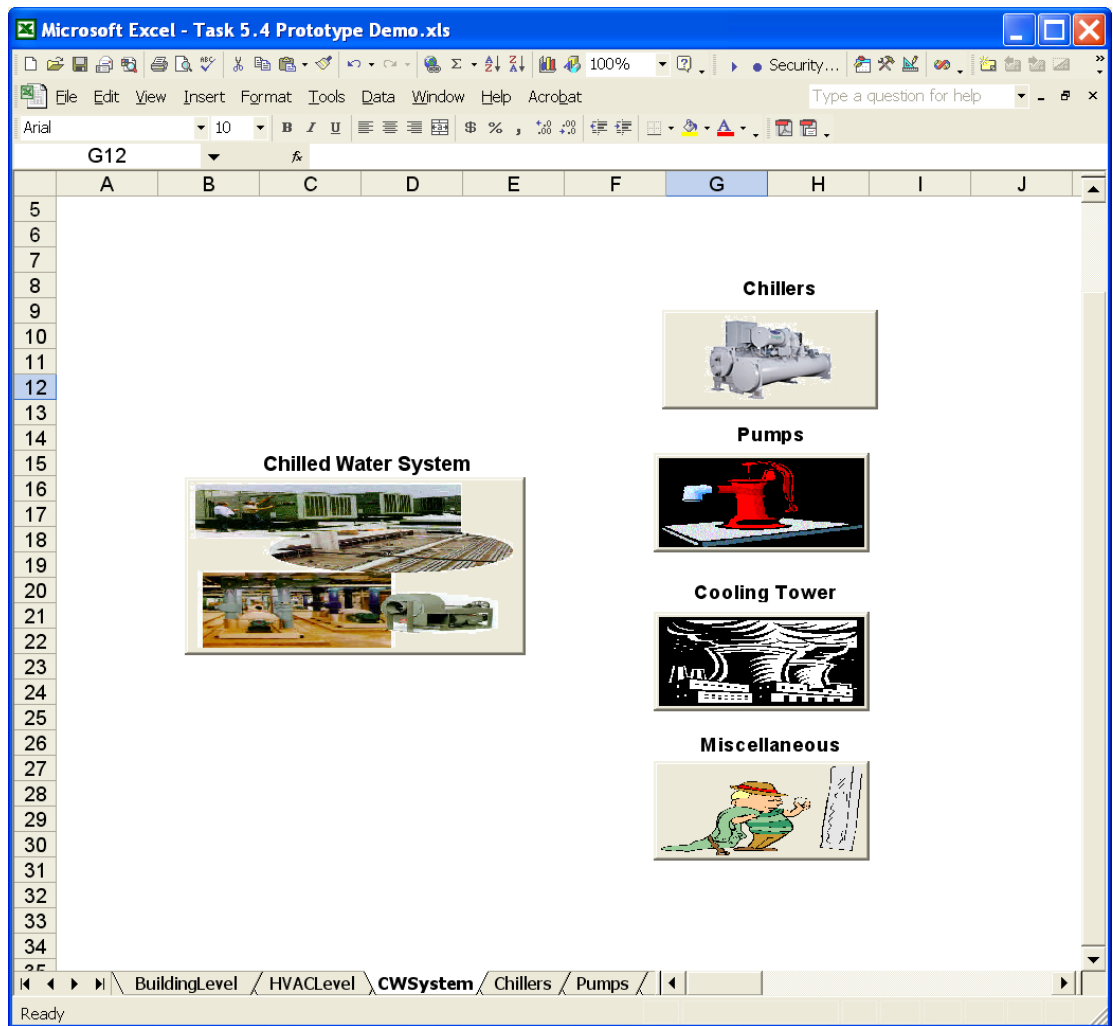 Microsoft Excel - Task 5.4 Prototype Demo.xls
100% Security...
File Edit View Insert Format Tools Data Window Help Acrobat Type a question for help
Arial 10 B I U $ % ,
G12 fx
A B C D E F G H I J
5
6
7
8
Chillers
9
10
11
12
13
14
Pumps
15
Chilled Water System
16
17
18
19
20
Cooling Tower
21
22
23
24
25
26
Miscellaneous
27
28
29
30
31
32
33
34
35
BuildingLevel HVACLevel CWSystem Chillers Pumps
Ready